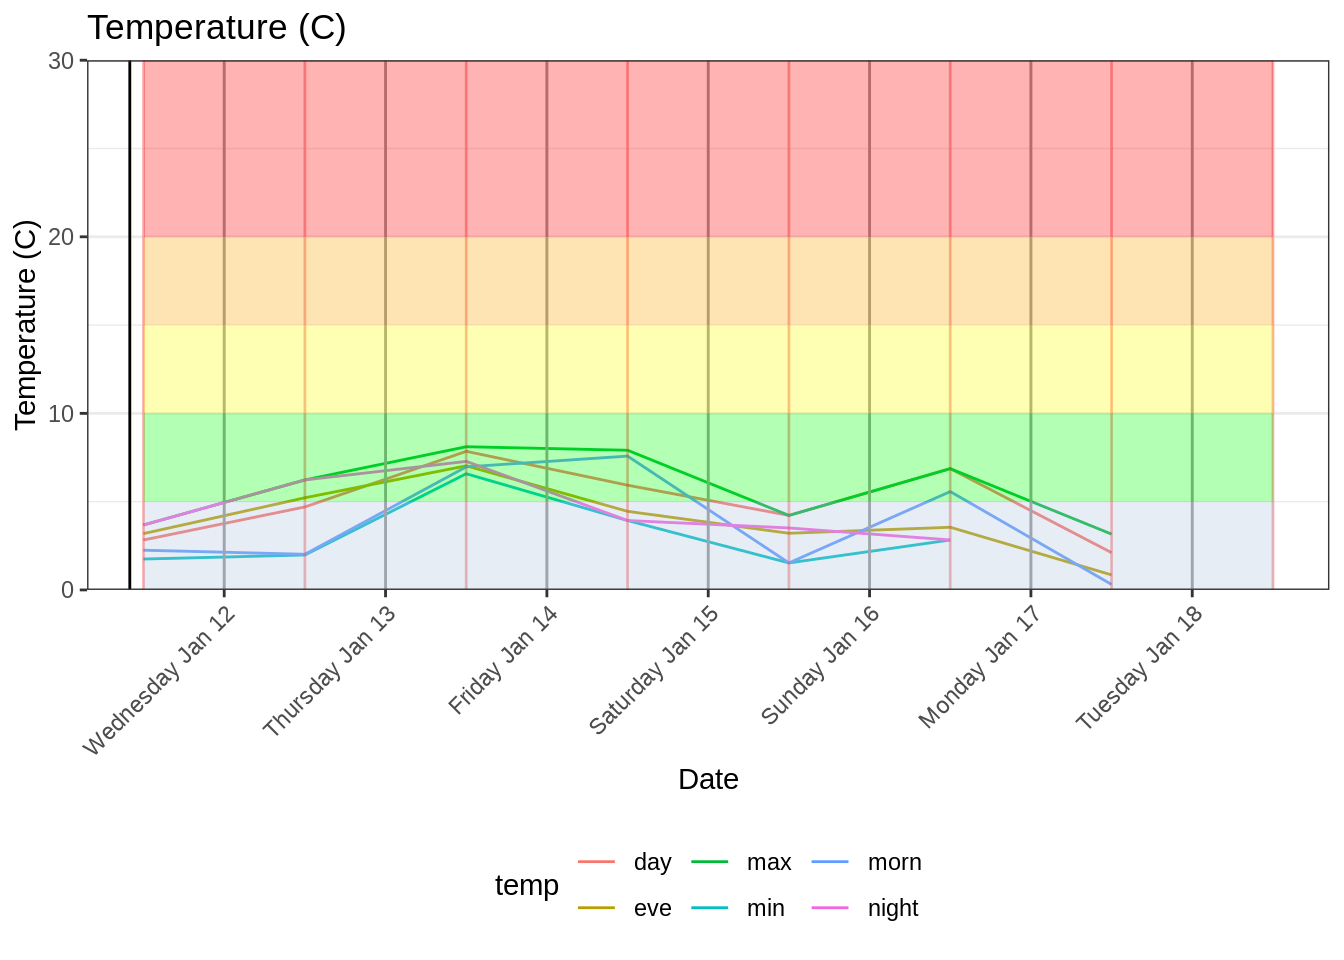 Temperature (C)
Temperature (C)
30
20
10
0
Wednesday Jan 12
Thursday Jan 13
Friday Jan 14
Saturday Jan 15
Sunday Jan 16
Monday Jan 17
Tuesday Jan 18
Date
temp
day
max
morn
eve
min
night